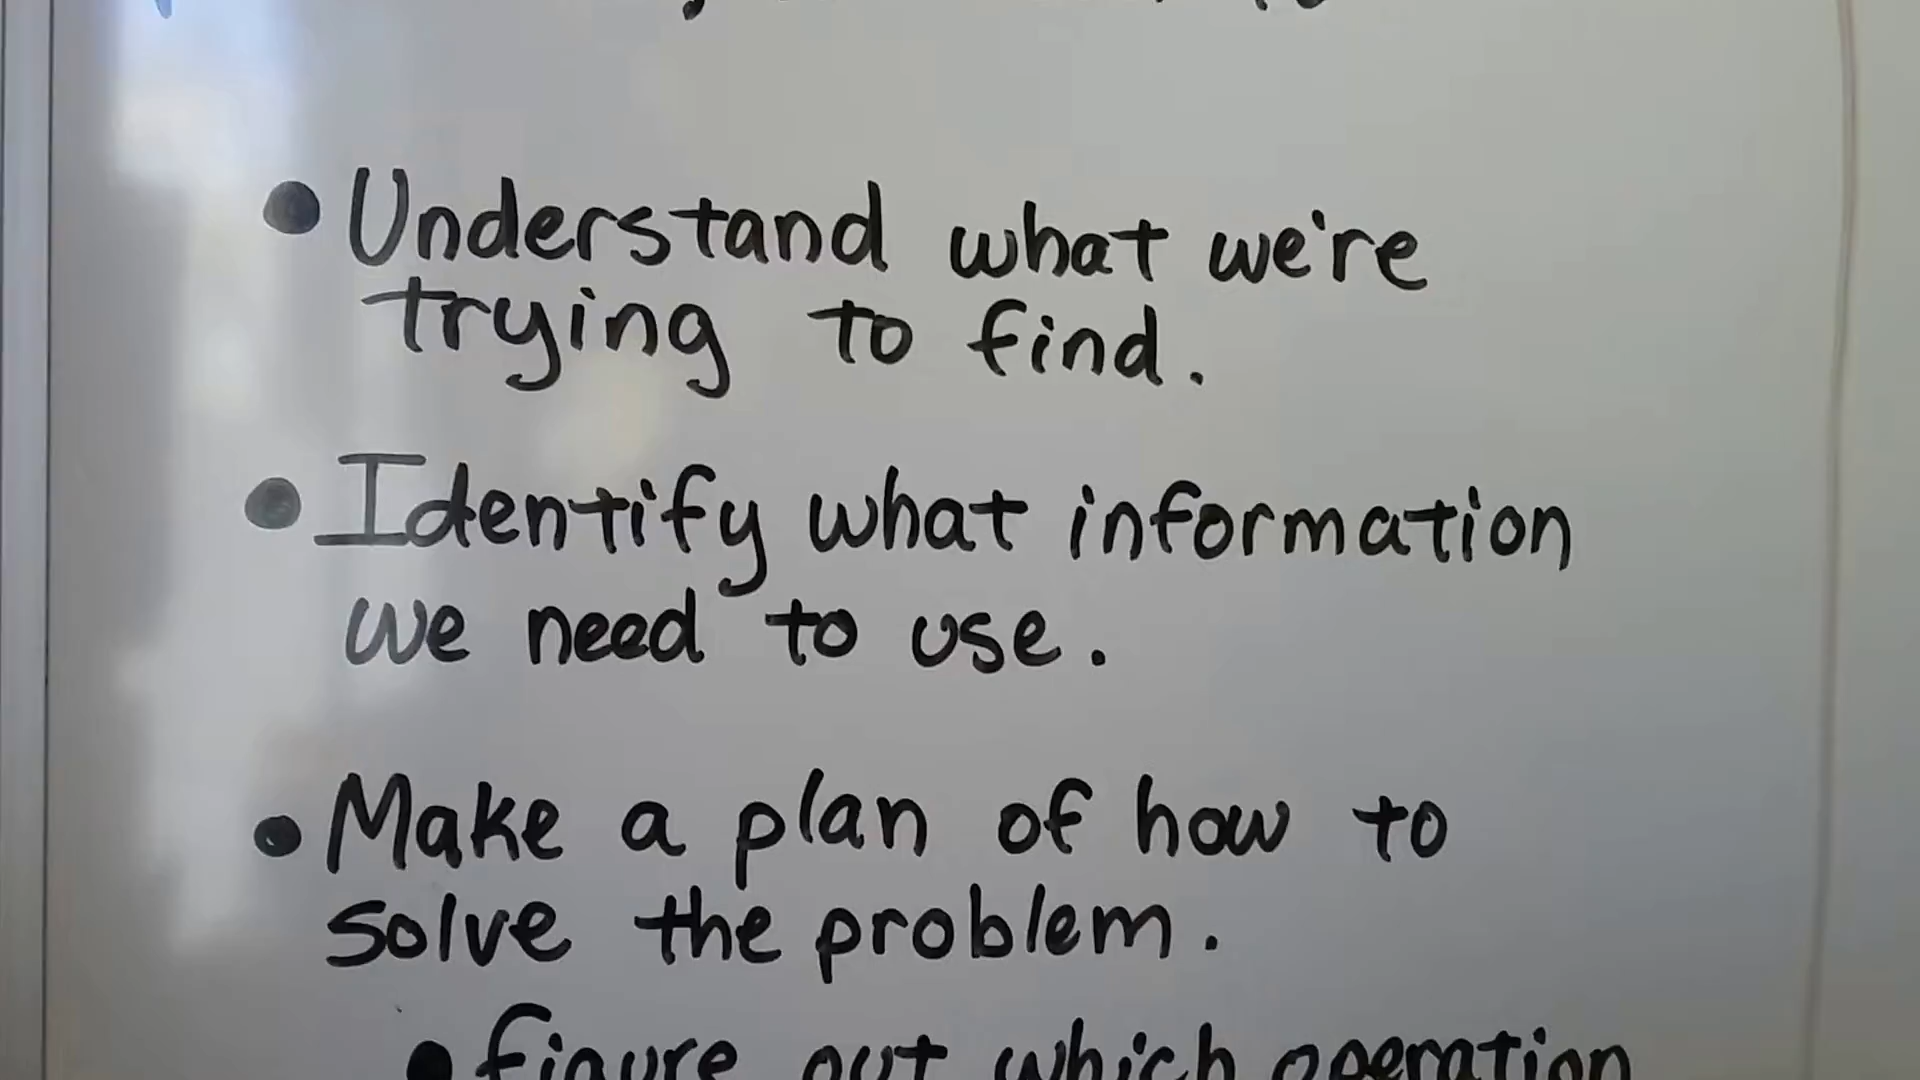 • Understand what we're
trying to find.
• Identify what information
we need to use.
• Make a plan of how to
solve the problem.
• figure out which operation